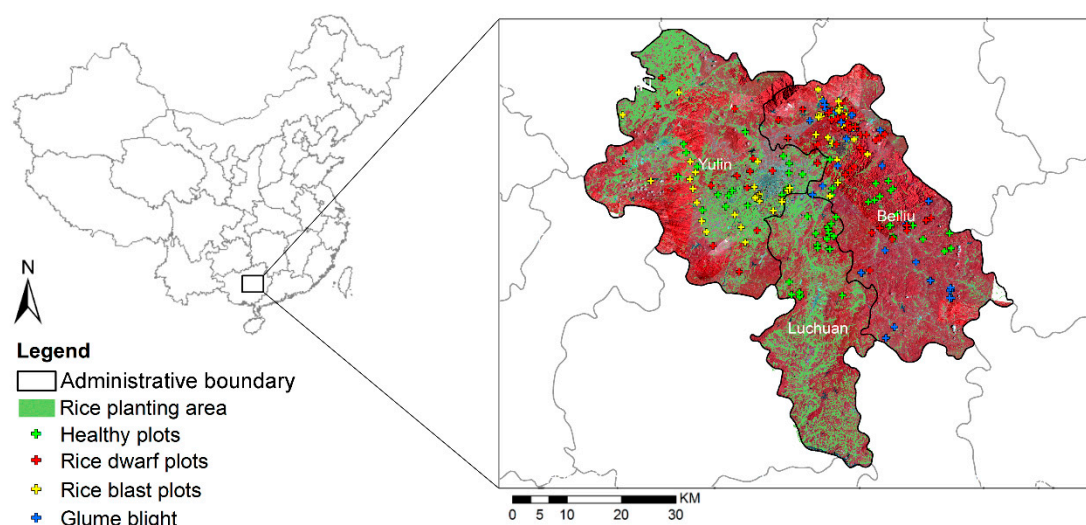 N
Legend
Administrative boundary
Rice planting area
Healthy plots
Rice dwarf plots
Rice blast plots
Glume blight
Yulin
Beiliu
Luchuan
KM
0 5 10 20 30